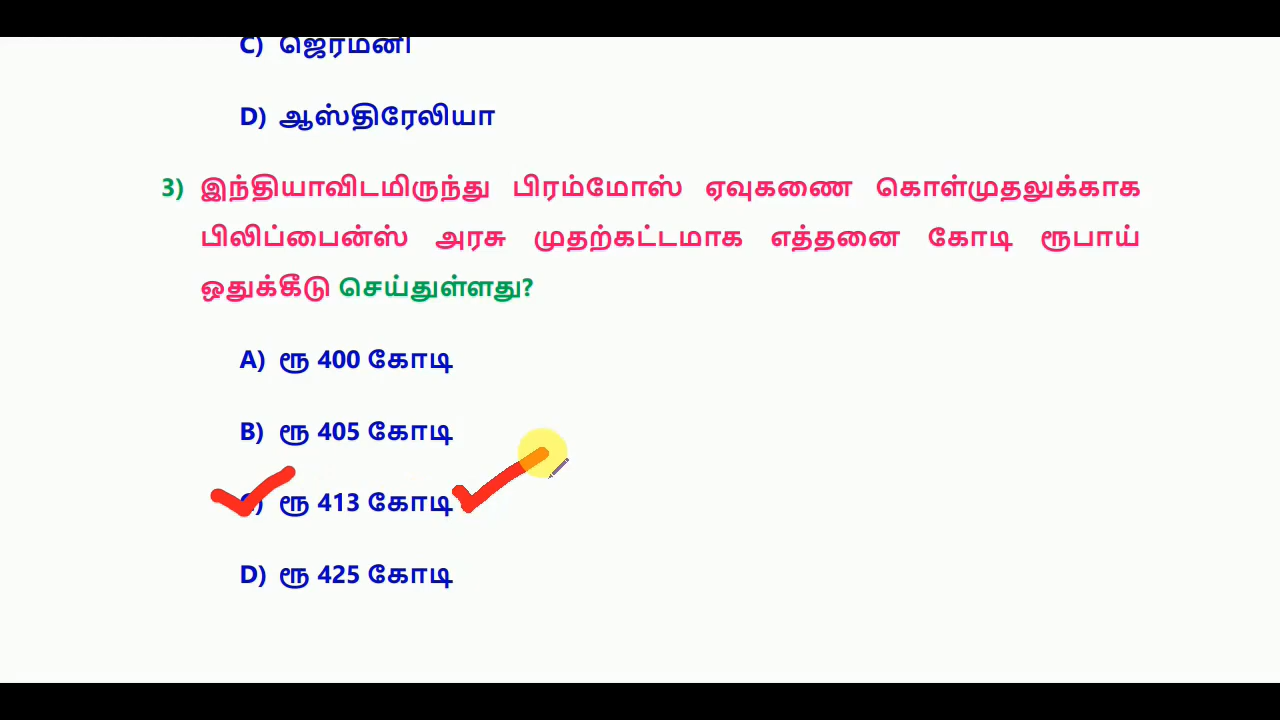 C) ஜெர்மனி
D) ஆஸ்திரேலியா
3) இந்தியாவிடமிருந்து பிரம்மோஸ் ஏவுகணை கொள்முதலுக்காக
பிலிப்பைன்ஸ் அரசு முதற்கட்டமாக எத்தனை கோடி ரூபாய்
ஒதுக்கீடு செய்துள்ளது?
A) ரூ 400 கோடி
B) ரூ 405 கோடி
C) ரூ 413 கோடி
D) ரூ 425 கோடி